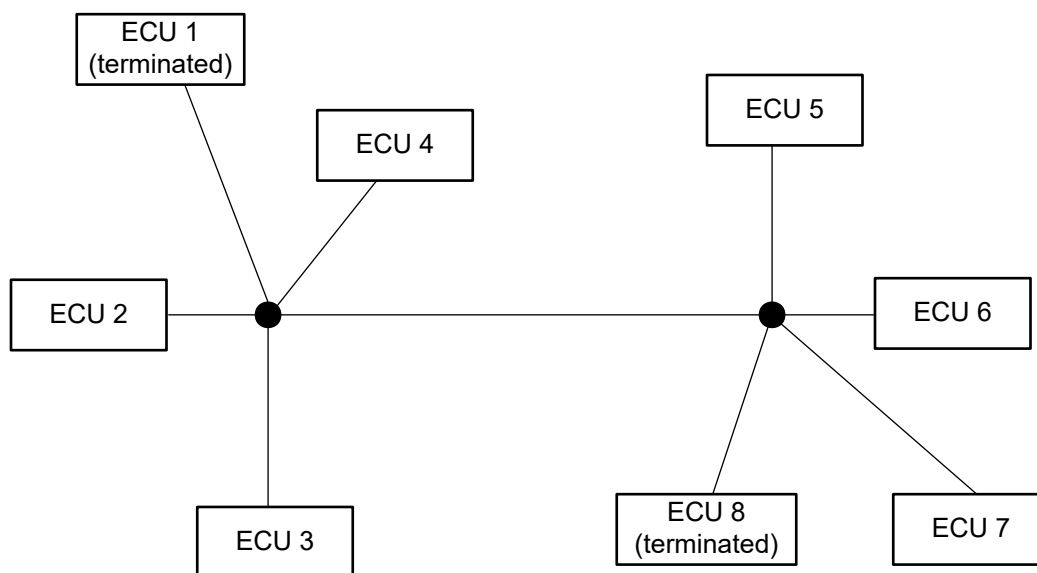 ECU 1
(terminated)
ECU 4
ECU 5
ECU 2
ECU 6
ECU 3
ECU 8
(terminated)
ECU 7